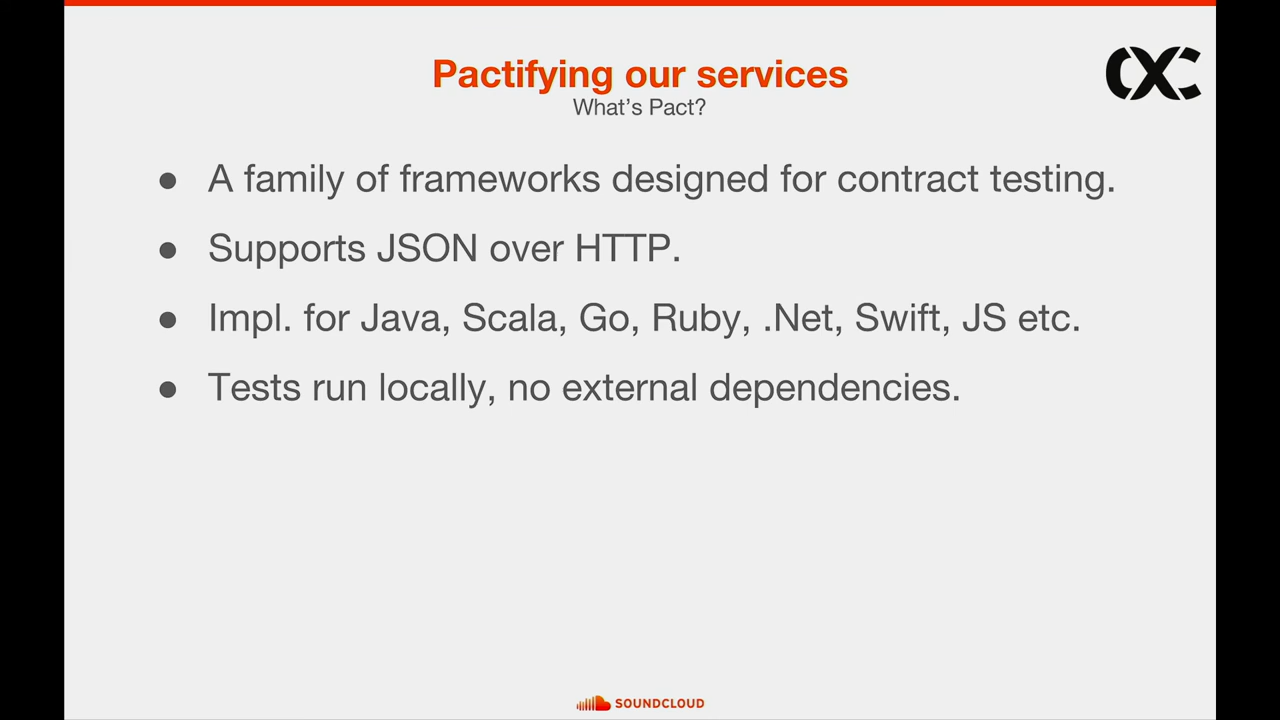 Pactifying our services
What's Pact?
● A family of frameworks designed for contract testing.
● Supports JSON over HTTP.
● Impl. for Java, Scala, Go, Ruby, .Net, Swift, JS etc.
● Tests run locally, no external dependencies.
SOUNDCLOUD